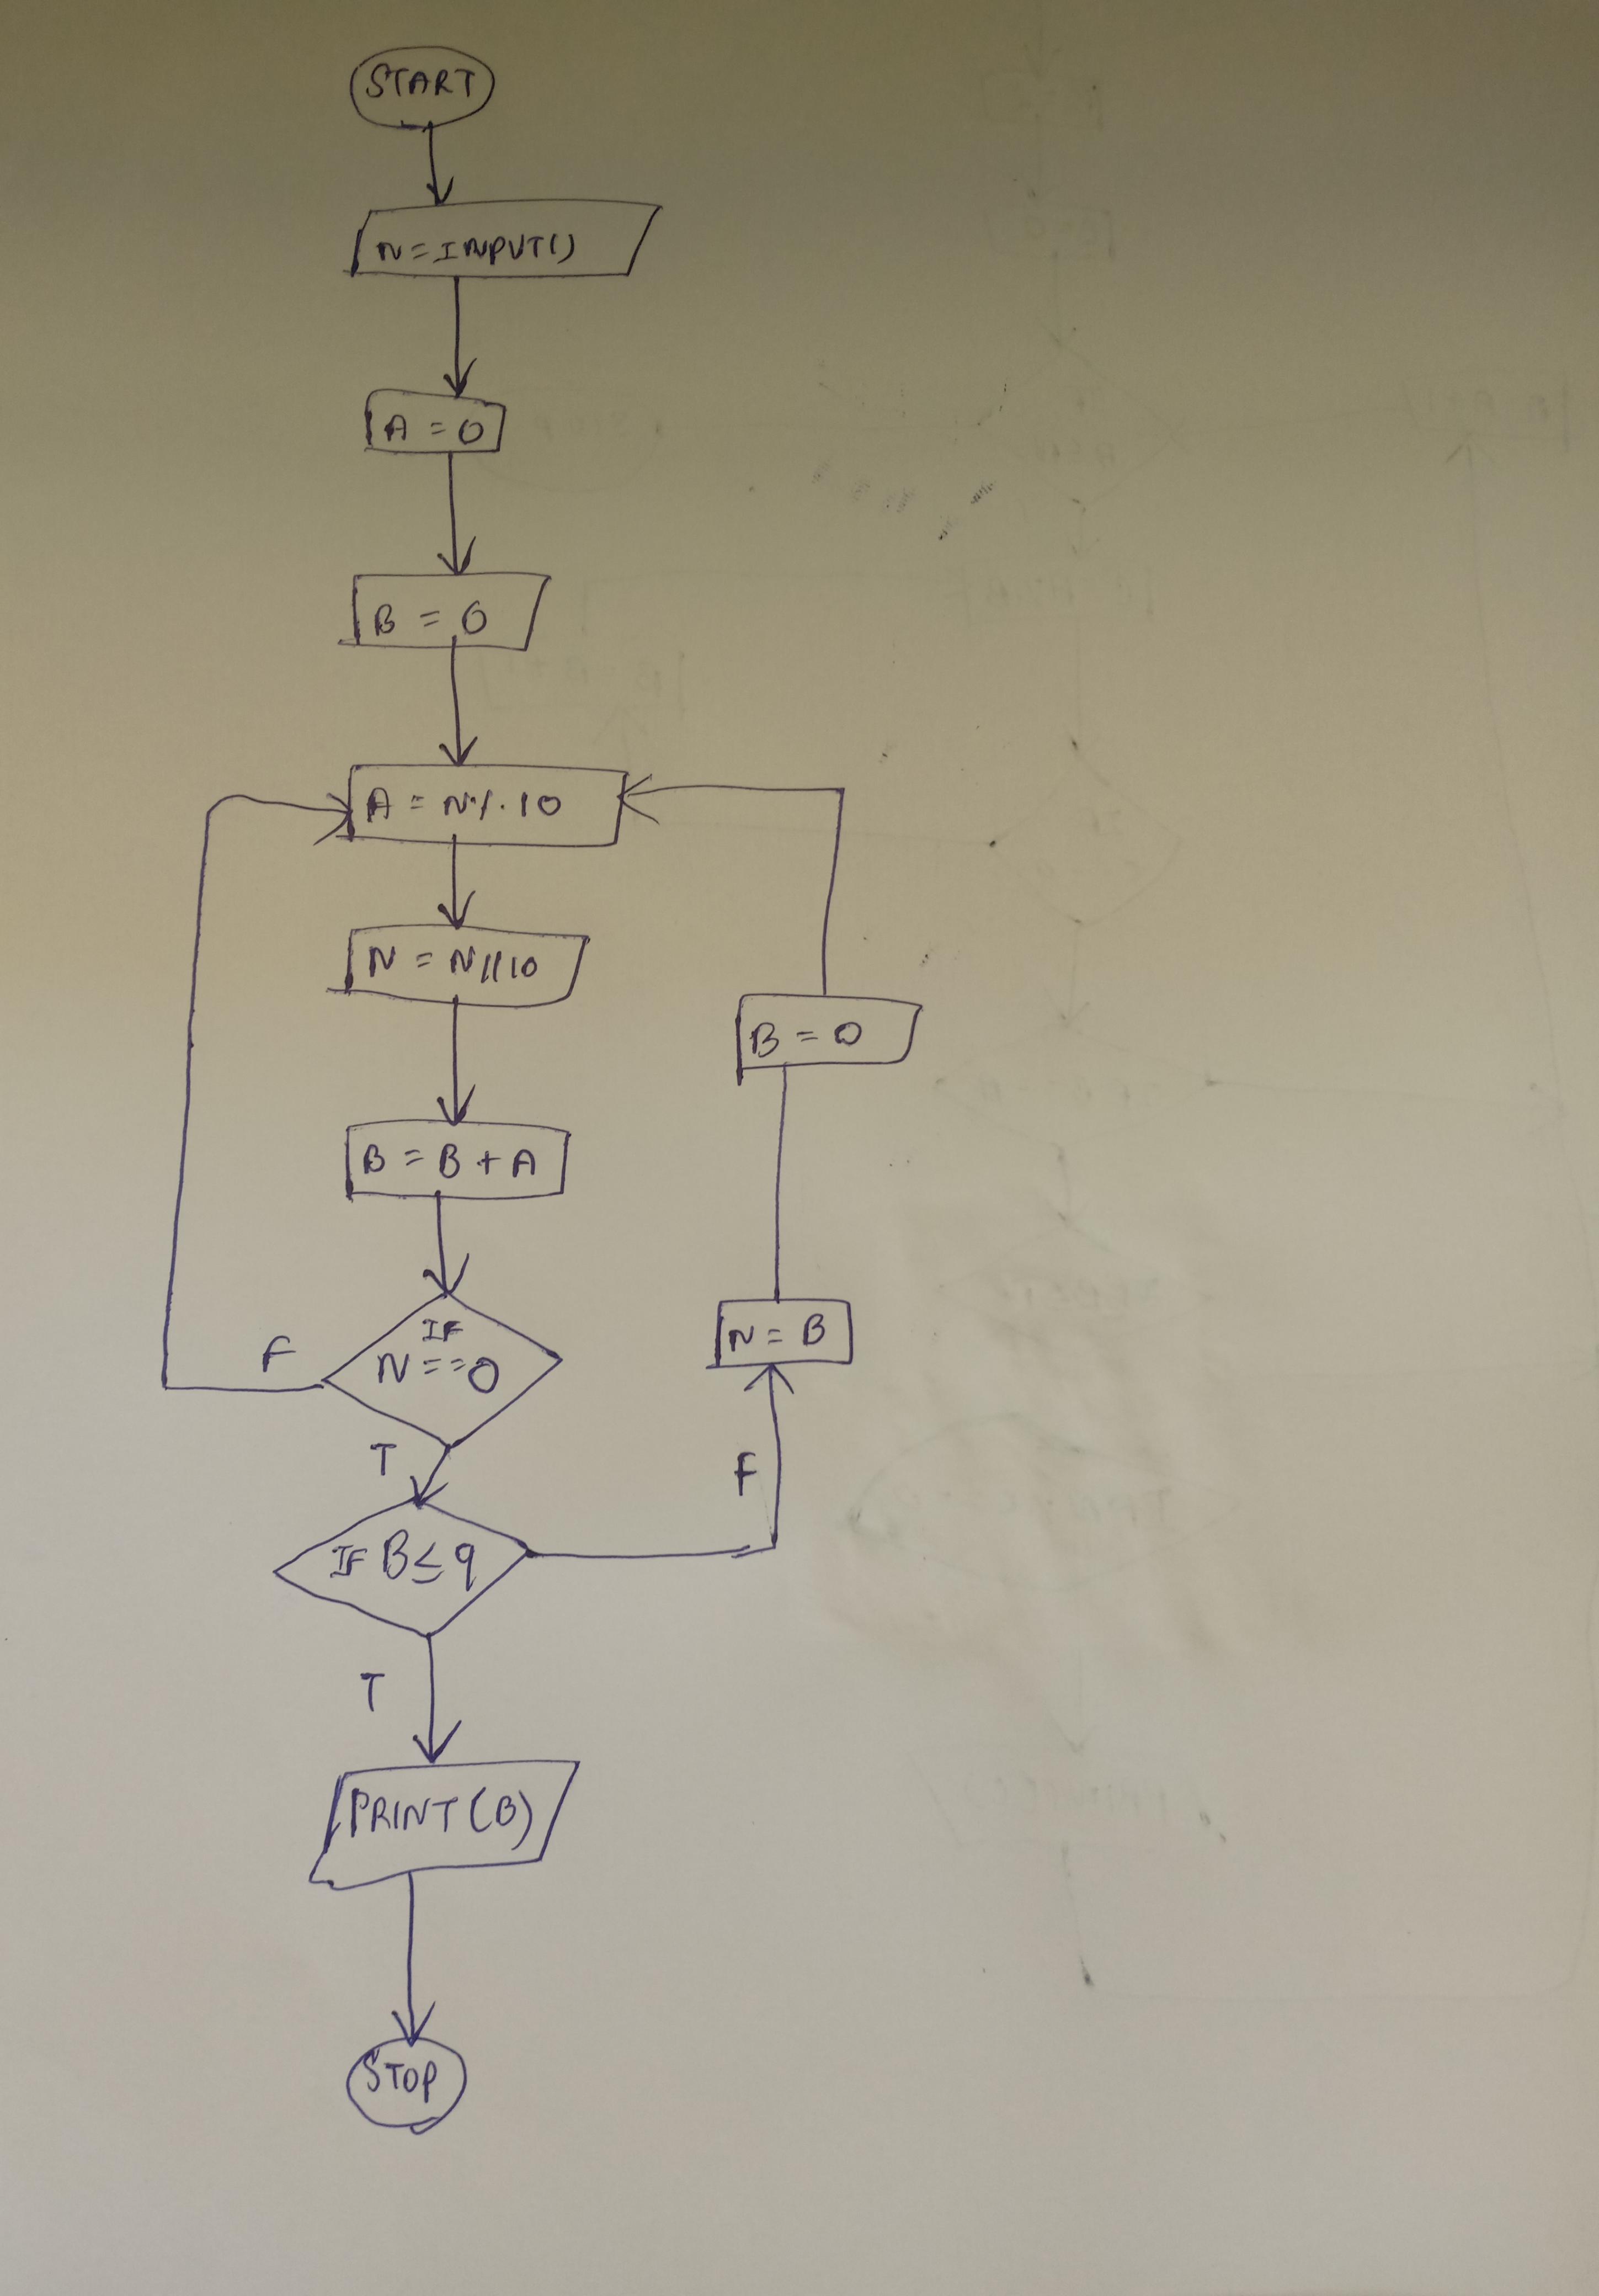 START
N=INPUT()
A = 0
B = 0
A = N%10
N = N//10
B = B + A
IF
N==0
F
T
IF B≤9
T
F
N = B
B = 0
PRINT(B)
STOP